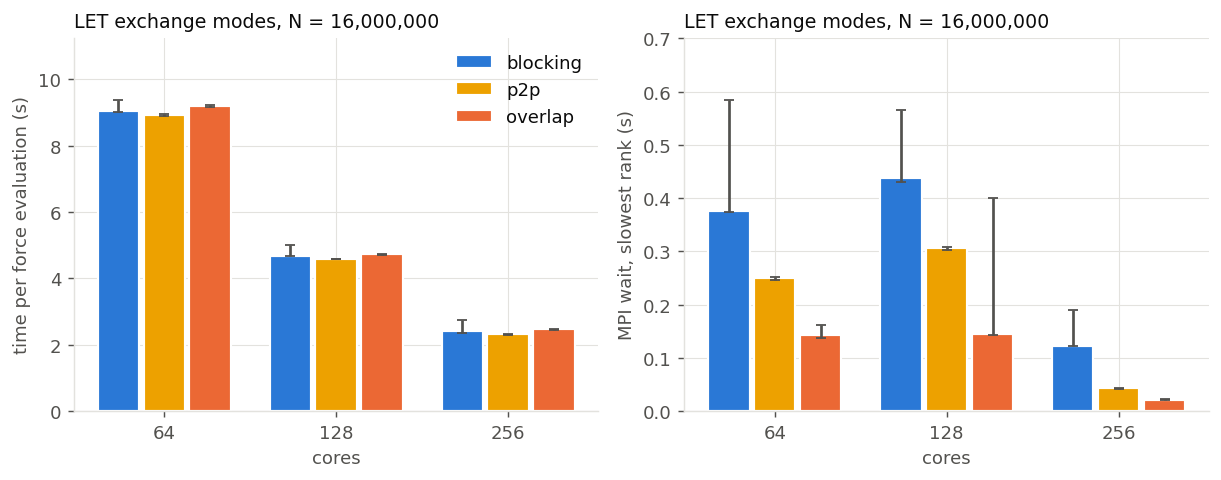 LET exchange modes, N = 16,000,000
time per force evaluation (s)
10
8
6
4
2
0
blocking
p2p
overlap
64 128 256
cores
LET exchange modes, N = 16,000,000
MPI wait, slowest rank (s)
0.7
0.6
0.5
0.4
0.3
0.2
0.1
0.0
64 128 256
cores